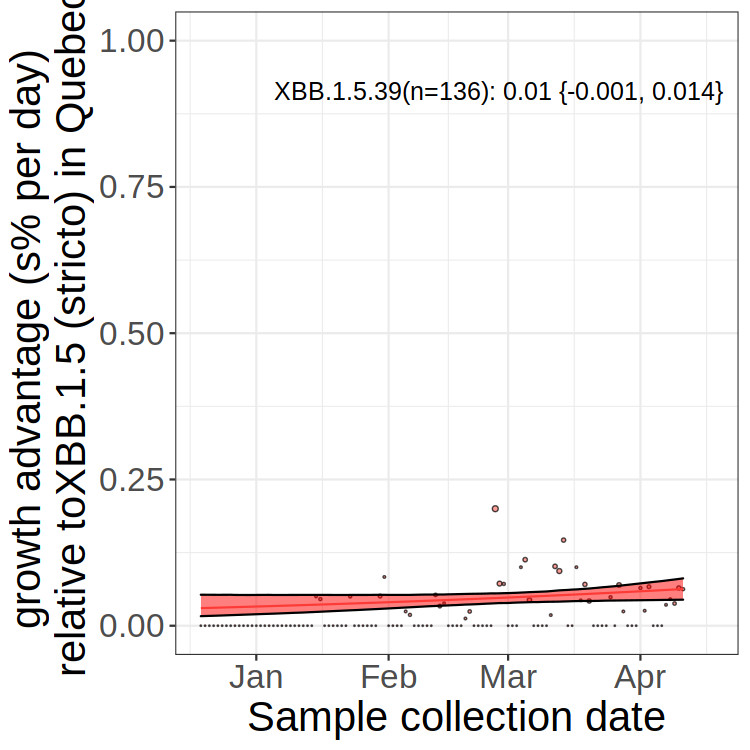 growth advantage (s% per day)
relative toXBB.1.5 (stricto) in Quebec
1.00
0.75
0.50
0.25
0.00
XBB.1.5.39(n=136): 0.01 {-0.001, 0.014}
Jan Feb Mar Apr
Sample collection date